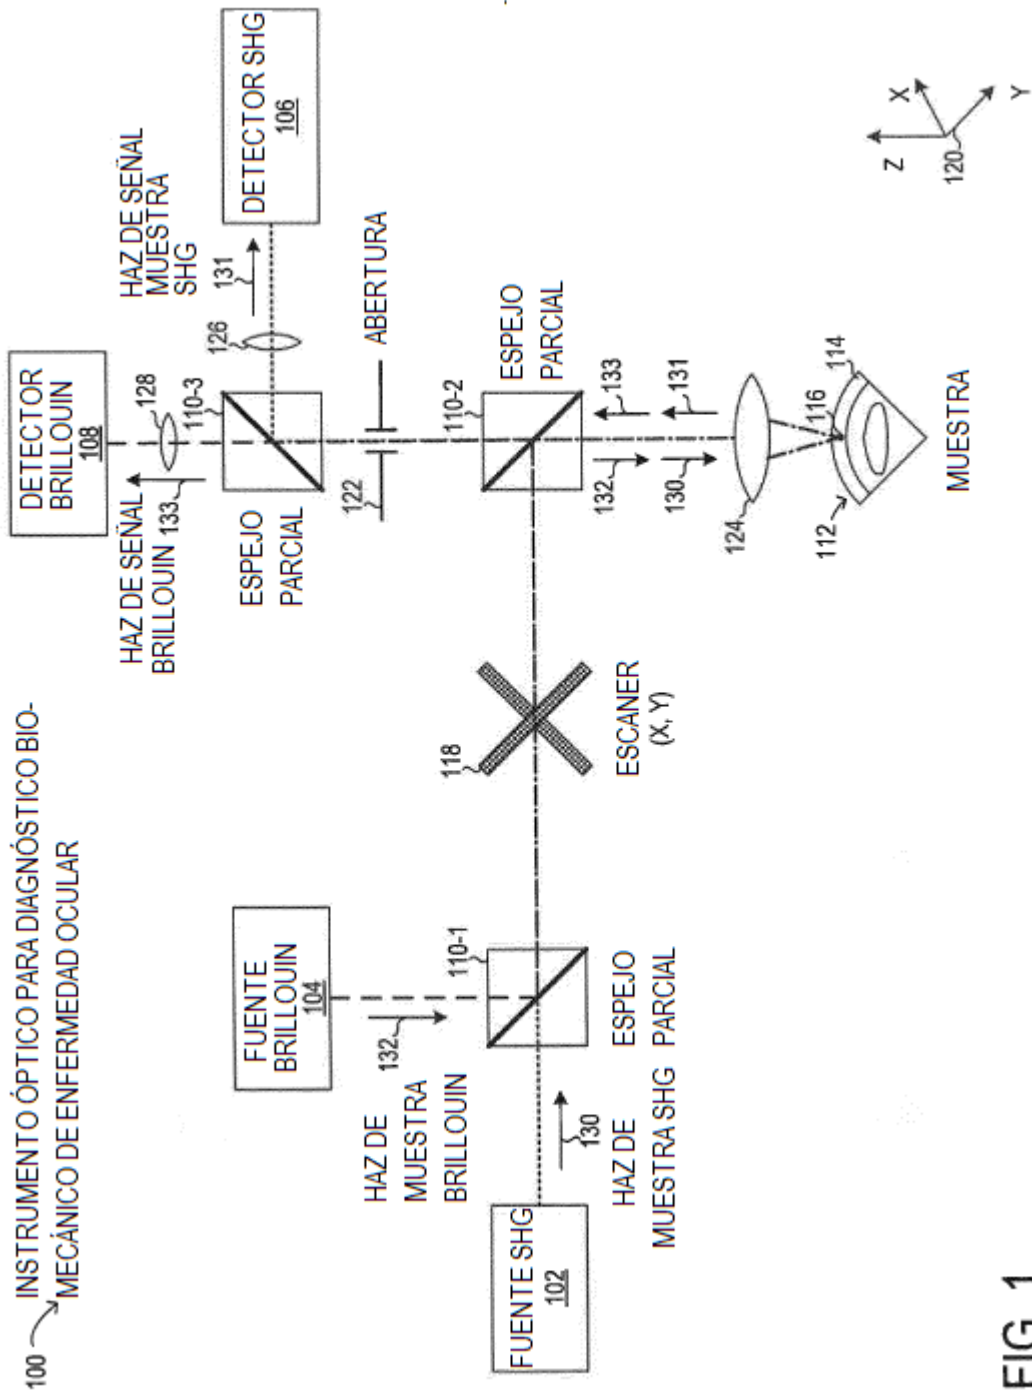 100
INSTRUMENTO ÓPTICO PARA DIAGNÓSTICO BIO-
MECÁNICO DE ENFERMEDAD OCULAR
FUENTE SHG
102
HAZ DE
MUESTRA SHG
130
FUENTE
BRILLOUIN
104
HAZ DE
MUESTRA
BRILLOUIN
132
110-1
ESPEJO
PARCIAL
118
ESCANER
(X, Y)
DETECTOR
BRILLOUIN
108
HAZ DE SEÑAL
BRILLOUIN
133
128
110-3
ESPEJO
PARCIAL
126
HAZ DE SEÑAL
MUESTRA
SHG
131
DETECTOR SHG
106
122
ABERTURA
110-2
ESPEJO
PARCIAL
132
130
133
131
124
112
116
114
MUESTRA
Z
X
Y
120
FIG. 1